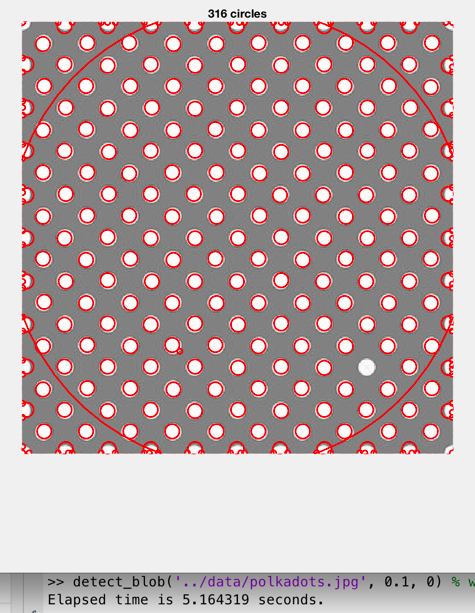 316 circles
>> detect_blob('../data/polkadots.jpg', 0.1, 0) % w
Elapsed time is 5.164319 seconds.